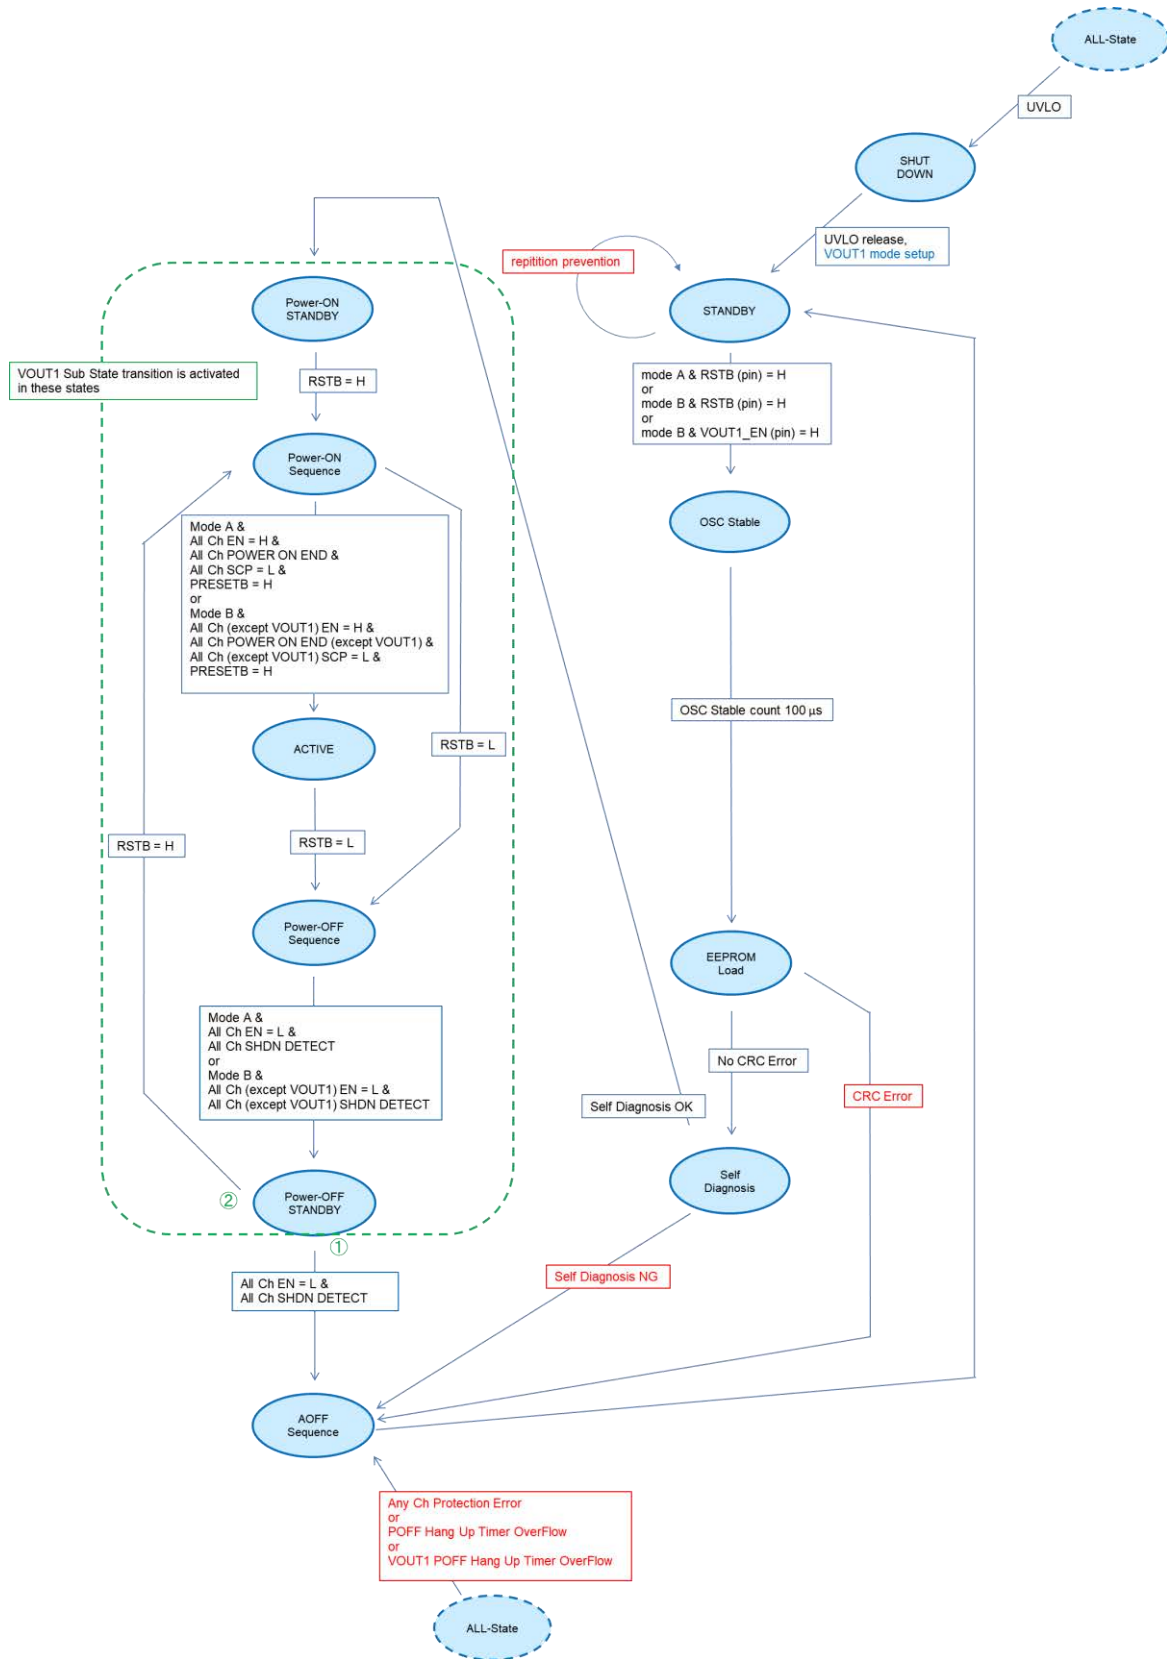 ALL-State
UVLO
SHUT
DOWN
UVLO release,
VOUT1 mode setup
repitition prevention
STANDBY
Power-ON
STANDBY
VOUT1 Sub State transition is activated
in these states
RSTB = H
mode A & RSTB (pin) = H
or
mode B & RSTB (pin) = H
or
mode B & VOUT1_EN (pin) = H
Power-ON
Sequence
OSC Stable
Mode A &
All Ch EN = H &
All Ch POWER ON END &
All Ch SCP = L &
PRESETB = H
or
Mode B &
All Ch (except VOUT1) EN = H &
All Ch POWER ON END (except VOUT1) &
All Ch (except VOUT1) SCP = L &
PRESETB = H
OSC Stable count 100 μs
ACTIVE
RSTB = L
RSTB = H
RSTB = L
Power-OFF
Sequence
EEPROM
Load
Mode A &
All Ch EN = L &
All Ch SHDN DETECT
or
Mode B &
All Ch (except VOUT1) EN = L &
All Ch (except VOUT1) SHDN DETECT
No CRC Error
CRC Error
Self Diagnosis OK
Self
Diagnosis
②
Power-OFF
STANDBY
①
Self Diagnosis NG
All Ch EN = L &
All Ch SHDN DETECT
AOFF
Sequence
Any Ch Protection Error
or
POFF Hang Up Timer OverFlow
or
VOUT1 POFF Hang Up Timer OverFlow
ALL-State